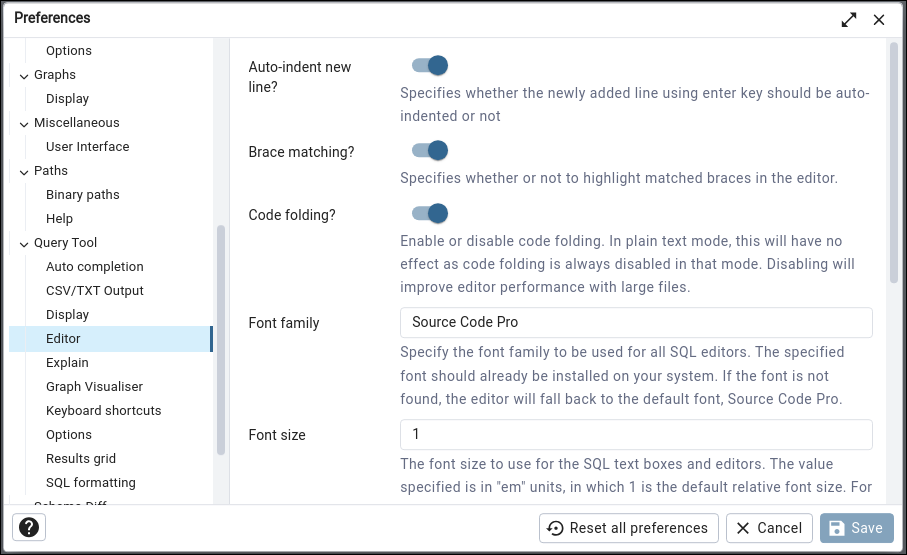 Preferences
Options
Graphs
Display
Miscellaneous
User Interface
Paths
Binary paths
Help
Query Tool
Auto completion
CSV/TXT Output
Display
Editor
Explain
Graph Visualiser
Keyboard shortcuts
Options
Results grid
SQL formatting
Schema Diff
Auto-indent new
line?
Specifies whether the newly added line using enter key should be auto-
indented or not
Brace matching?
Specifies whether or not to highlight matched braces in the editor.
Code folding?
Enable or disable code folding. In plain text mode, this will have no
effect as code folding is always disabled in that mode. Disabling will
improve editor performance with large files.
Font family
Source Code Pro
Specify the font family to be used for all SQL editors. The specified
font should already be installed on your system. If the font is not
found, the editor will fall back to the default font, Source Code Pro.
Font size
1
The font size to use for the SQL text boxes and editors. The value
specified is in "em" units, in which 1 is the default relative font size. For
?
Reset all preferences
Cancel
Save